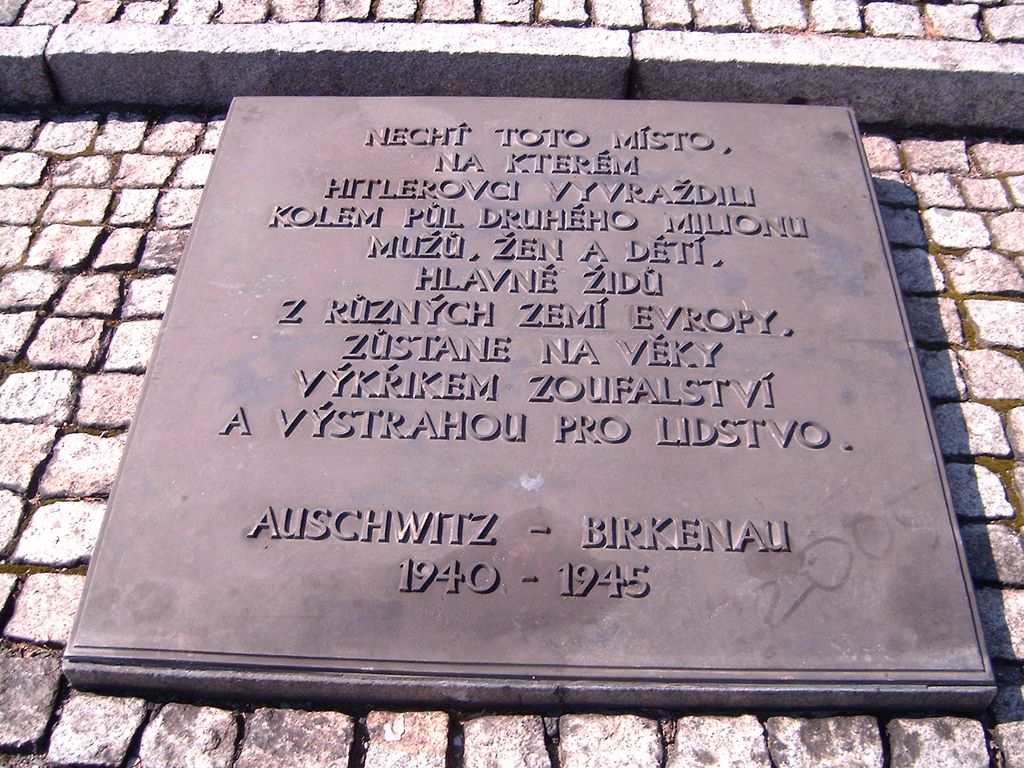 NECHŤ TOTO MÍSTO,
NA KTERÉM
HITLEROVCI VYVRAŽDILI
KOLEM PŮL DRUHÉHO MILIONU
MUŽŮ, ŽEN A DĚTÍ,
HLAVNĚ ŽIDŮ
Z RŮZNÝCH ZEMÍ EVROPY,
ZŮSTANE NA VĚKY
VÝKŘIKEM ZOUFALSTVÍ
A VÝSTRAHOU PRO LIDSTVO.
AUSCHWITZ - BIRKENAU
1940 - 1945